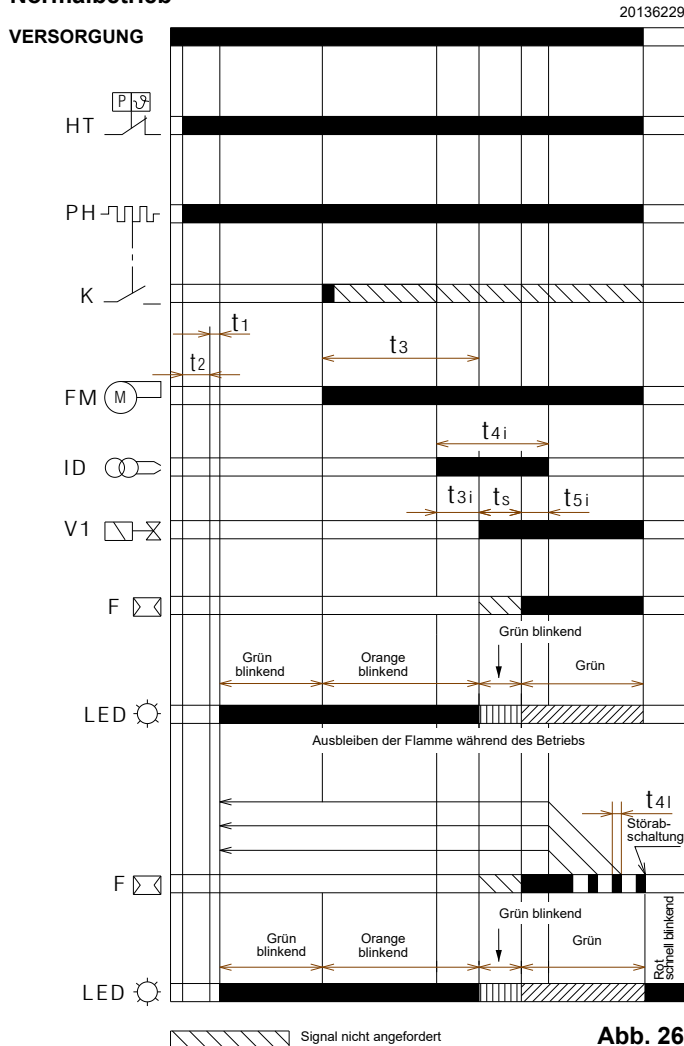 Normalbetrieb
20136229
VERSORGUNG
P ϑ
HT
PH
K
t1
t2
t3
FM M
t4i
ID
t3i ts t5i
V1
F
Grün blinkend
Grün
blinkend
Orange
blinkend
Grün
LED
Ausbleiben der Flamme während des Betriebs
t4l
Störab-
schaltung
F
Grün blinkend
Grün
blinkend
Orange
blinkend
Grün
Rot
schnell blinkend
LED
Signal nicht angefordert
Abb. 26